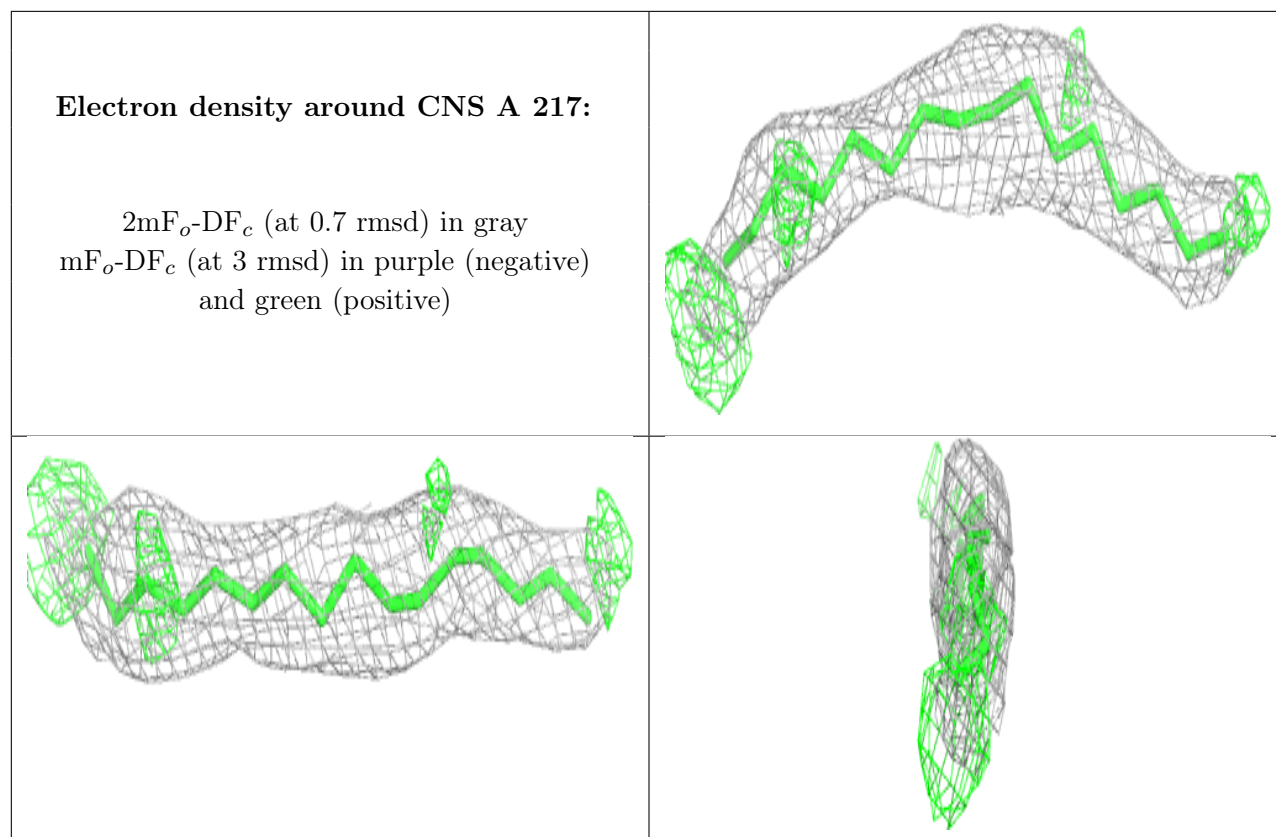 Electron density around CNS A 217:
2mFₒ-DF𝒸 (at 0.7 rmsd) in gray
mFₒ-DF𝒸 (at 3 rmsd) in purple (negative)
and green (positive)